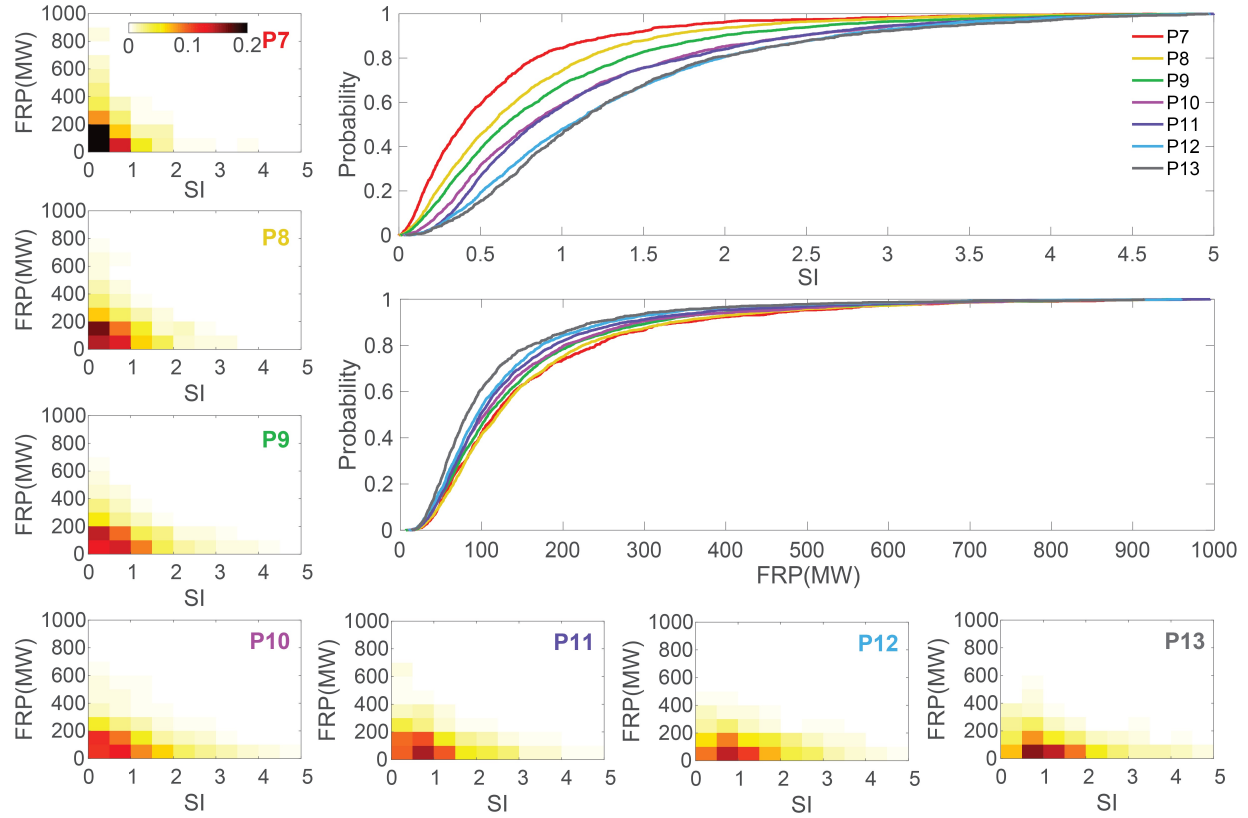 1000
800
600
400
200
0
FRP(MW)
0 0.1 0.2
P7
0 1 2 3 4 5
SI
1
0.8
0.6
0.4
0.2
0
Probability
P7
P8
P9
P10
P11
P12
P13
0 0.5 1 1.5 2 2.5 3 3.5 4 4.5 5
SI
1000
800
600
400
200
0
FRP(MW)
P8
0 1 2 3 4 5
SI
1
0.8
0.6
0.4
0.2
0
Probability
0 100 200 300 400 500 600 700 800 900 1000
FRP(MW)
1000
800
600
400
200
0
FRP(MW)
P9
0 1 2 3 4 5
SI
1000
800
600
400
200
0
FRP(MW)
P10
0 1 2 3 4 5
SI
1000
800
600
400
200
0
FRP(MW)
P11
0 1 2 3 4 5
SI
1000
800
600
400
200
0
FRP(MW)
P12
0 1 2 3 4 5
SI
1000
800
600
400
200
0
FRP(MW)
P13
0 1 2 3 4 5
SI